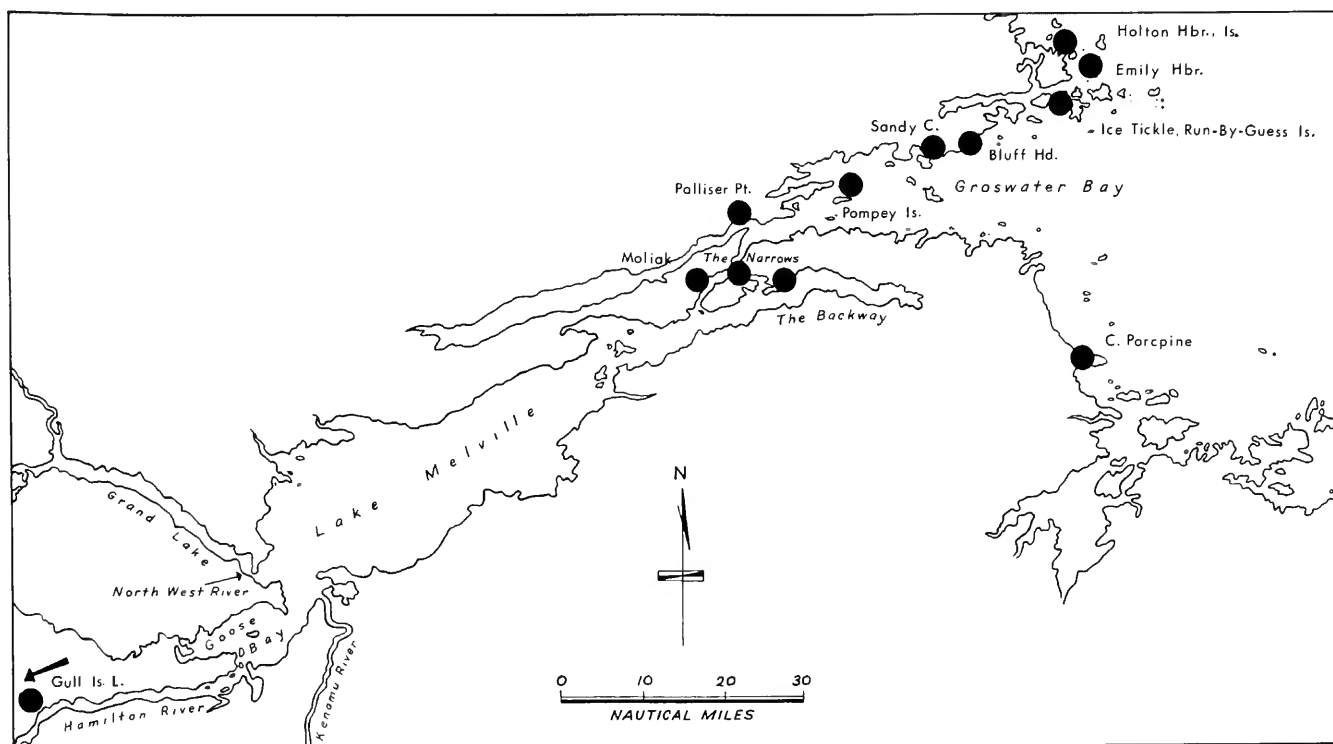 Holton Hbr., Is.
Emily Hbr.
Ice Tickle, Run-By-Guess Is.
Sandy C.
Bluff Hd.
Groswater Bay
Palliser Pt.
Pompey Is.
Moliak
The Narrows
The Backway
C. Porcpine
Lake Melville
N
Grand Lake
North West River
Goose Bay
Gull Is. L.
Hamilton River
Kenamu River
0 10 20 30
NAUTICAL MILES